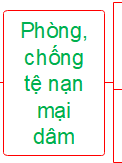 Phòng,
chống
tệ nạn
mại
dâm